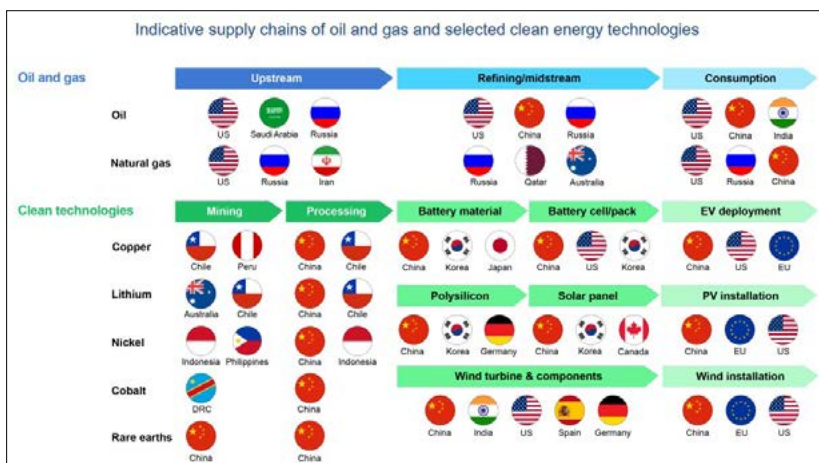 Indicative supply chains of oil and gas and selected clean energy technologies
Oil and gas Upstream Refining/midstream Consumption
Oil
US Saudi Arabia Russia US China Russia US China India
Natural gas
US Russia Iran Russia Qatar Australia US Russia China
Clean technologies Mining Processing Battery material Battery cell/pack EV deployment
Copper
Chile Peru China Chile China Korea Japan China US Korea China US EU
Lithium
Australia Chile China Chile
Polysilicon Solar panel PV installation
Nickel
Indonesia Philippines China Indonesia China Korea Germany China Korea Canada China EU US
Cobalt
DRC China
Wind turbine & components Wind installation
Rare earths
China China China India US Spain Germany China EU US